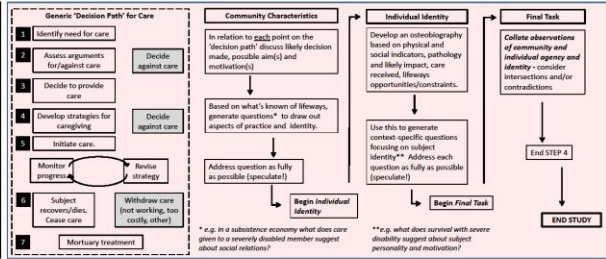 Generic 'Decision Path' for Care
1 Identify need for care
2 Assess arguments
for/against care
Decide
against care
3 Decide to provide
care
4 Develop strategies for
caregiving
Decide
against care
5 Initiate care.
Monitor
progress
Revise
strategy
6 Subject
recovers/dies.
Cease care
Withdraw care
(not working, too
costly, other)
7 Mortuary treatment
Community Characteristics
In relation to each point on the
'decision path' discuss likely decision
made, possible aim(s) and
motivation(s)
Based on what's known of lifeways,
generate questions* to draw out
aspects of practice and identity.
Address question as fully
as possible (speculate!)
Begin Individual
Identity
* e.g. in a subsistence economy what does care
given to a severely disabled member suggest
about social relations?
Individual Identity
Develop an osteobiography
based on physical and
social indicators, pathology
and likely impact, care
received, lifeways
opportunities/constraints.
Use this to generate
context-specific questions
focusing on subject
identity** Address each
question as fully as possible
(speculate!)
Begin Final Task
**e.g. what does survival with severe
disability suggest about subject
personality and motivation?
Final Task
Collate observations
of community and
individual agency and
identity - consider
intersections and/or
contradictions
End STEP 4
END STUDY